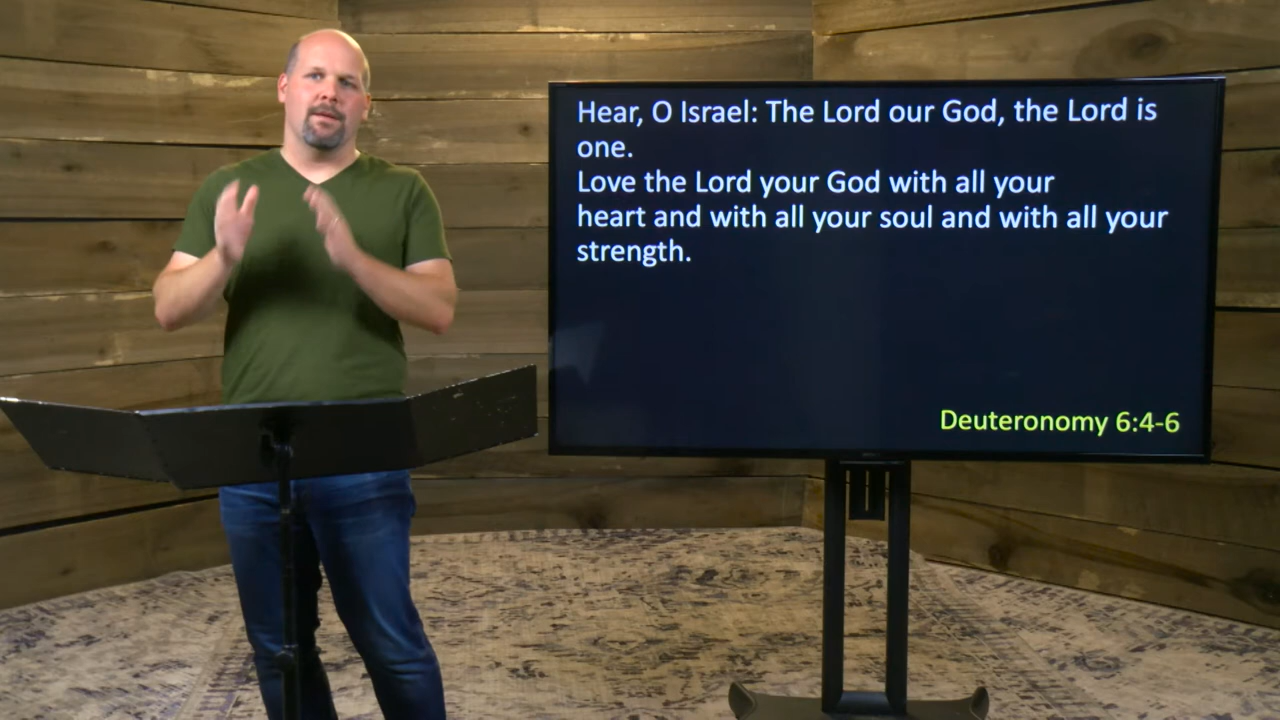 Hear, O Israel: The Lord our God, the Lord is
one.
Love the Lord your God with all your
heart and with all your soul and with all your
strength.
Deuteronomy 6:4-6